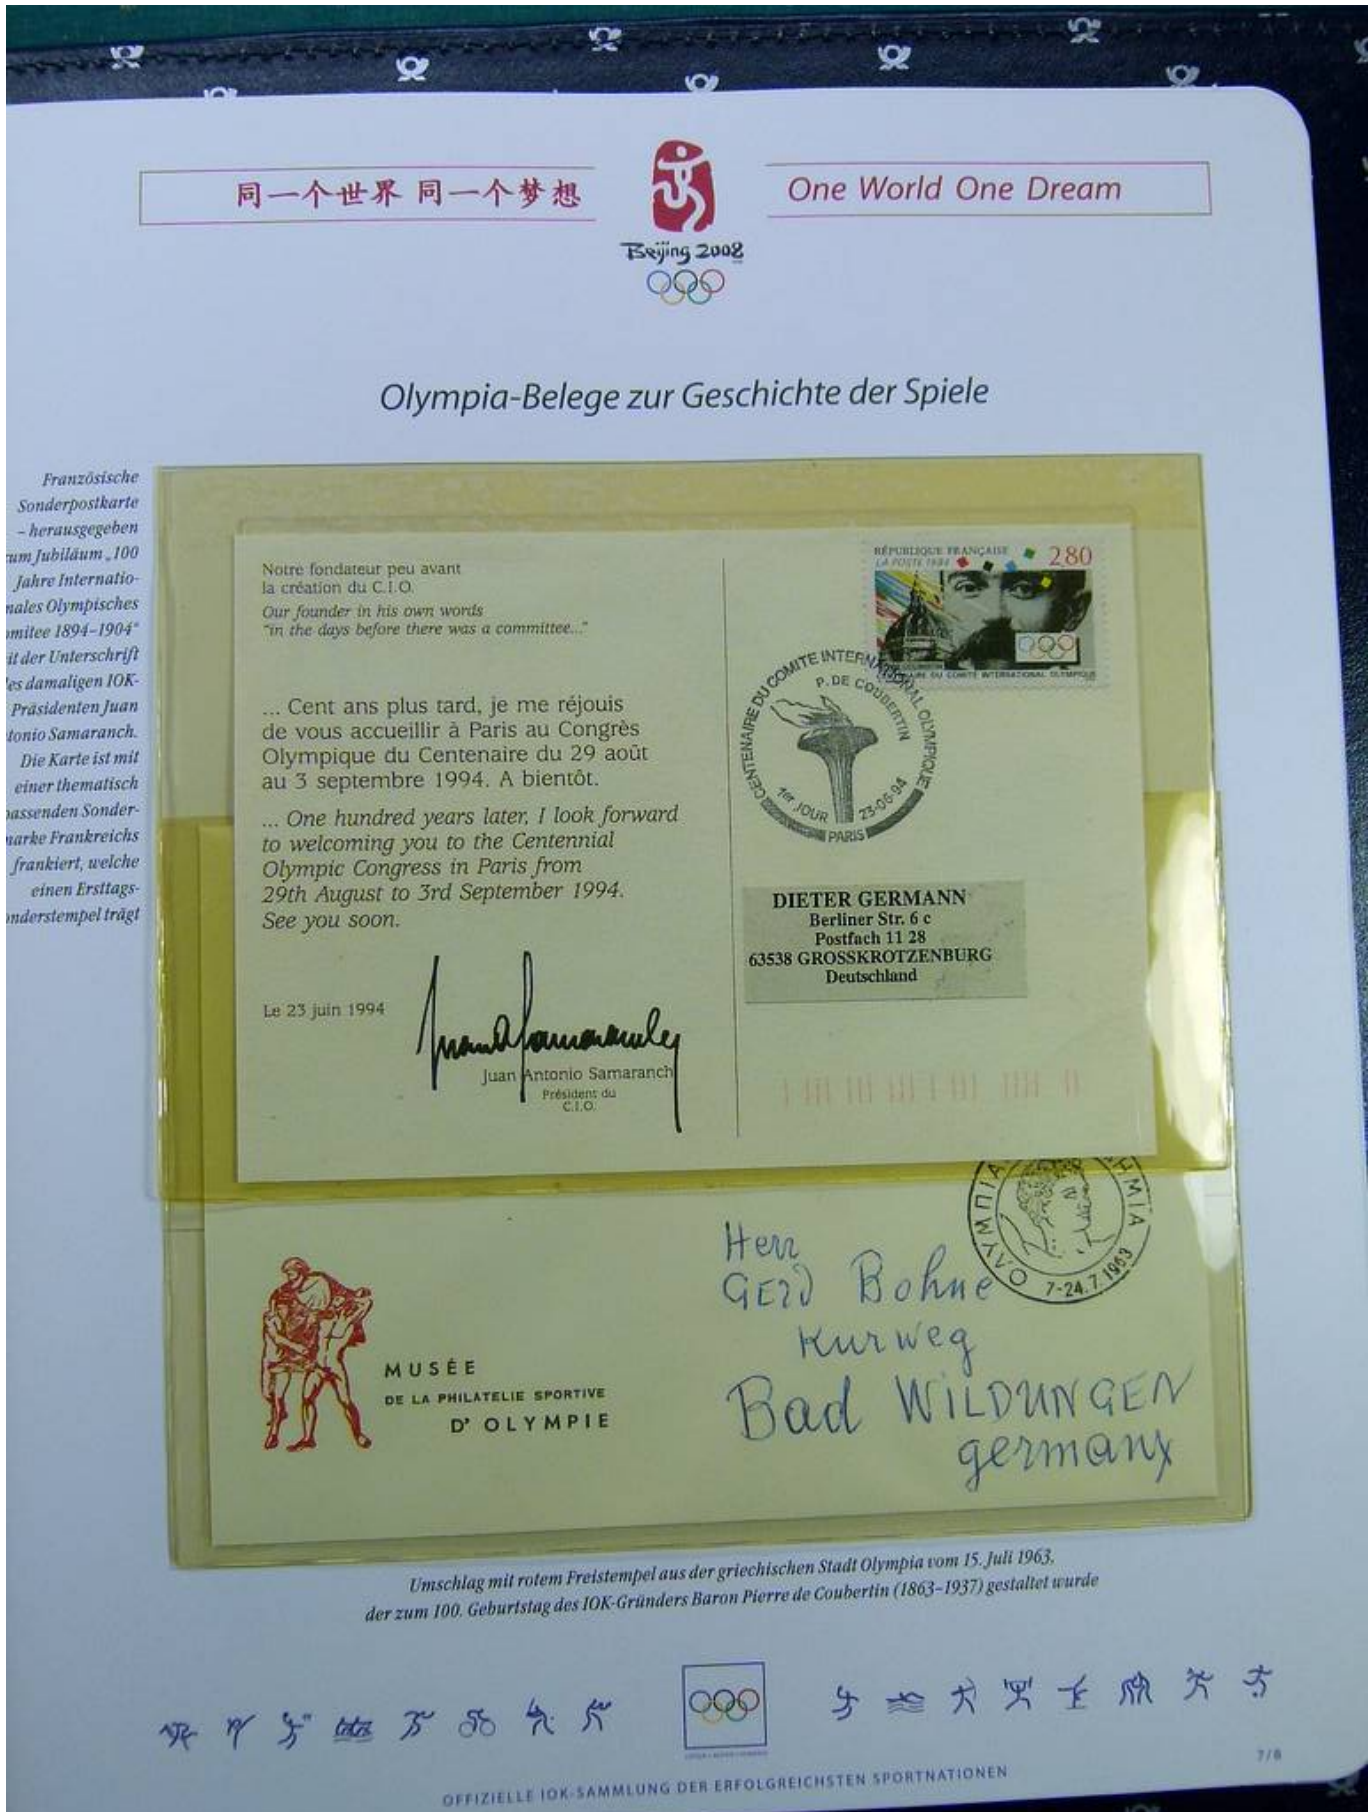 同一个世界 同一个梦想
One World One Dream
Beijing 2008
Olympia-Belege zur Geschichte der Spiele
Französische
Sonderpostkarte
– herausgegeben
um Jubiläum „100
Jahre Internatio-
nales Olympisches
omitee 1894–1904"
it der Unterschrift
es damaligen IOK-
Präsidenten Juan
tonio Samaranch.
Die Karte ist mit
einer thematisch
passenden Sonder-
marke Frankreichs
frankiert, welche
einen Ersttags-
onderstempel trägt
Notre fondateur peu avant
la création du C.I.O.
Our founder in his own words
"in the days before there was a committee..."
... Cent ans plus tard, je me réjouis
de vous accueillir à Paris au Congrès
Olympique du Centenaire du 29 août
au 3 septembre 1994. A bientôt.
... One hundred years later, I look forward
to welcoming you to the Centennial
Olympic Congress in Paris from
29th August to 3rd September 1994.
See you soon.
Le 23 juin 1994
Juan Antonio Samaranch
Président du
C.I.O.
RÉPUBLIQUE FRANÇAISE 2,80
LA POSTE 1994
DU COMITÉ INTERNATIONAL OLYMPIQUE
CENTENAIRE DU COMITE INTERNATIONAL OLYMPIQUE
P. DE COUBERTIN
1er JOUR 23-06-94
PARIS
DIETER GERMANN
Berliner Str. 6 c
Postfach 11 28
63538 GROSSKROTZENBURG
Deutschland
ΟΛΥΜΠΙΑ ΗΜΙΑ
7-24.7.1963
MUSÉE
DE LA PHILATELIE SPORTIVE
D' OLYMPIE
Herr
GERD Bohne
Kurweg
Bad WILDUNGEN
germany
Umschlag mit rotem Freistempel aus der griechischen Stadt Olympia vom 15. Juli 1963,
der zum 100. Geburtstag des IOK-Gründers Baron Pierre de Coubertin (1863–1937) gestaltet wurde
7/8
OFFIZIELLE IOK-SAMMLUNG DER ERFOLGREICHSTEN SPORTNATIONEN